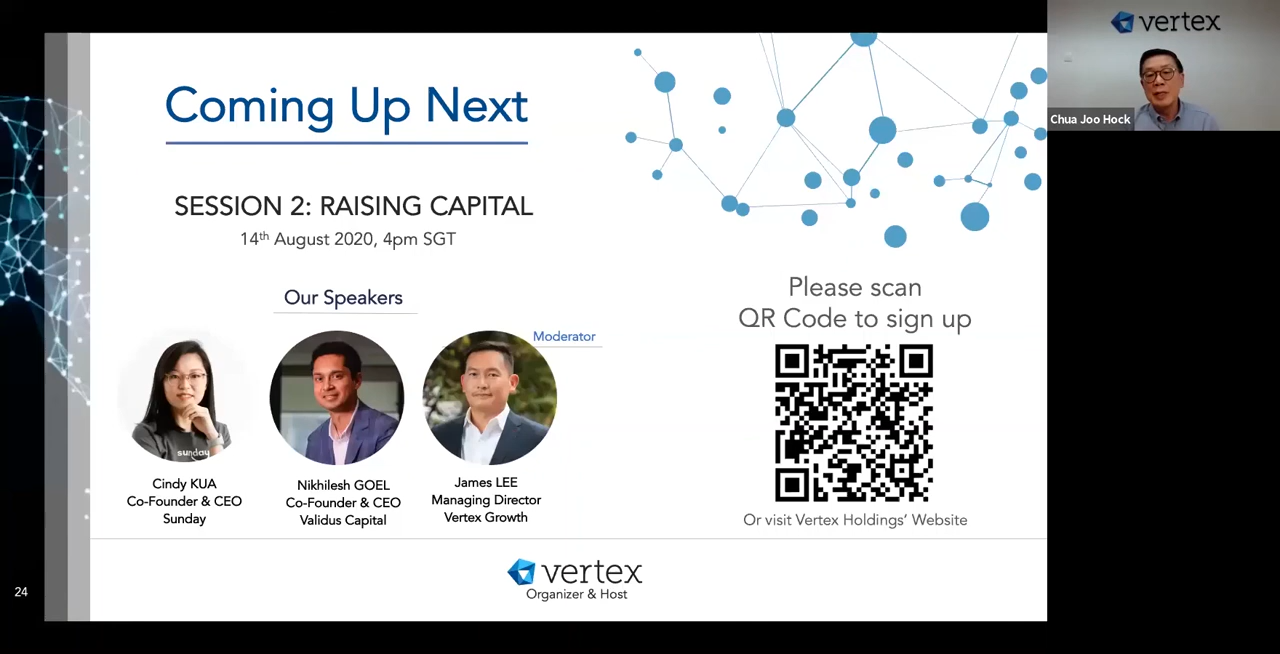 vertex
Chua Joo Hock
Coming Up Next
SESSION 2: RAISING CAPITAL
14th August 2020, 4pm SGT
Our Speakers
Moderator
sunday
Cindy KUA
Co-Founder & CEO
Sunday
Nikhilesh GOEL
Co-Founder & CEO
Validus Capital
James LEE
Managing Director
Vertex Growth
Please scan
QR Code to sign up
Or visit Vertex Holdings' Website
vertex
Organizer & Host
24